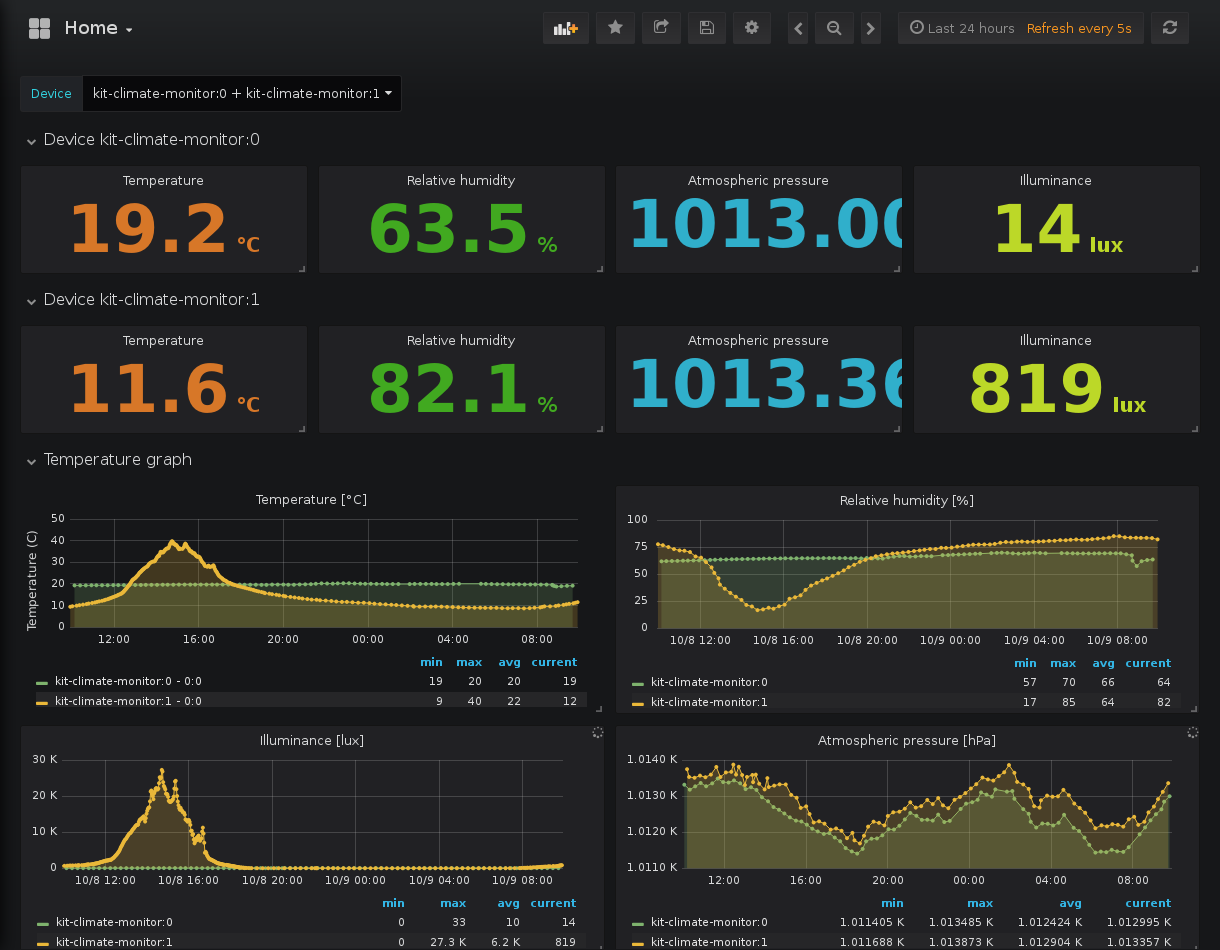 Home
Last 24 hours Refresh every 5s
Device kit-climate-monitor:0 + kit-climate-monitor:1
Device kit-climate-monitor:0
Temperature Relative humidity Atmospheric pressure Illuminance
19.2 °C 63.5 % 1013.00 14 lux
Device kit-climate-monitor:1
Temperature Relative humidity Atmospheric pressure Illuminance
11.6 °C 82.1 % 1013.36 819 lux
Temperature graph
Temperature [°C]
Temperature (C)
50
40
30
20
10
0
12:00 16:00 20:00 00:00 04:00 08:00
min max avg current
kit-climate-monitor:0 - 0:0 19 20 20 19
kit-climate-monitor:1 - 0:0 9 40 22 12
Relative humidity [%]
100
75
50
25
0
10/8 12:00 10/8 16:00 10/8 20:00 10/9 00:00 10/9 04:00 10/9 08:00
min max avg current
kit-climate-monitor:0 57 70 66 64
kit-climate-monitor:1 17 85 64 82
Illuminance [lux]
30 K
20 K
10 K
0
10/8 12:00 10/8 16:00 10/8 20:00 10/9 00:00 10/9 04:00 10/9 08:00
min max avg current
kit-climate-monitor:0 0 33 10 14
kit-climate-monitor:1 0 27.3 K 6.2 K 819
Atmospheric pressure [hPa]
1.0140 K
1.0130 K
1.0120 K
1.0110 K
12:00 16:00 20:00 00:00 04:00 08:00
min max avg current
kit-climate-monitor:0 1.011405 K 1.013485 K 1.012424 K 1.012995 K
kit-climate-monitor:1 1.011688 K 1.013873 K 1.012904 K 1.013357 K